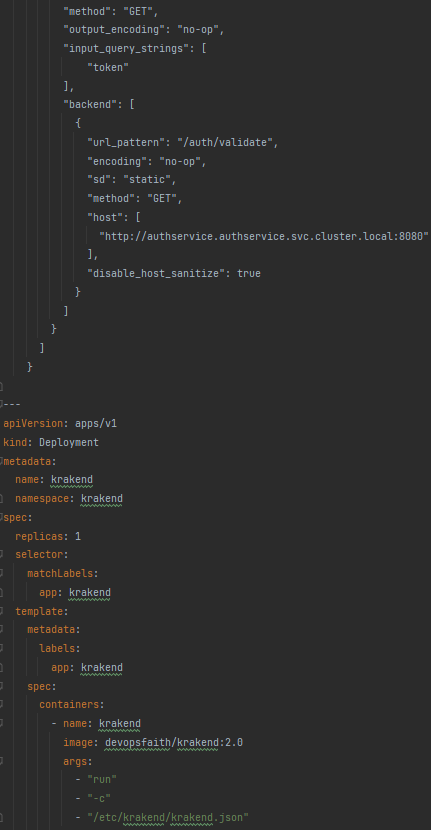 "method": "GET",
"output_encoding": "no-op",
"input_query_strings": [
"token"
],
"backend": [
{
"url_pattern": "/auth/validate",
"encoding": "no-op",
"sd": "static",
"method": "GET",
"host": [
"http://authservice.authservice.svc.cluster.local:8080"
],
"disable_host_sanitize": true
}
]
}
]
}
---
apiVersion: apps/v1
kind: Deployment
metadata:
name: krakend
namespace: krakend
spec:
replicas: 1
selector:
matchLabels:
app: krakend
template:
metadata:
labels:
app: krakend
spec:
containers:
- name: krakend
image: devopsfaith/krakend:2.0
args:
- "run"
- "-c"
- "/etc/krakend/krakend.json"